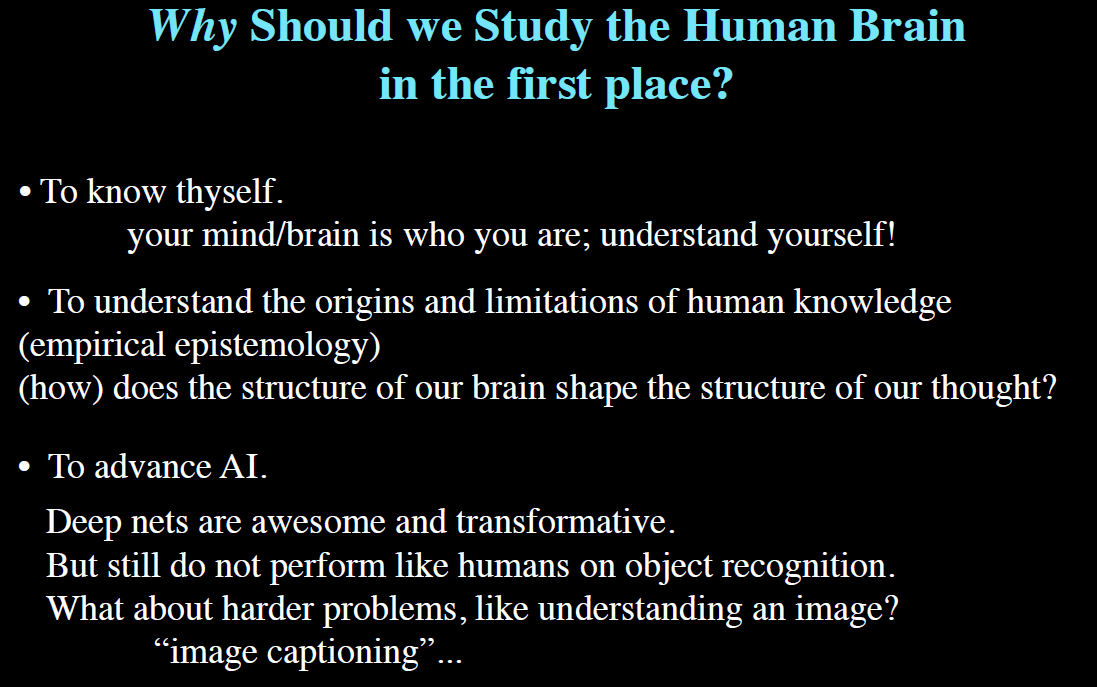 Why Should we Study the Human Brain
in the first place?
• To know thyself.
your mind/brain is who you are; understand yourself!
• To understand the origins and limitations of human knowledge
(empirical epistemology)
(how) does the structure of our brain shape the structure of our thought?
• To advance AI.
Deep nets are awesome and transformative.
But still do not perform like humans on object recognition.
What about harder problems, like understanding an image?
“image captioning”...